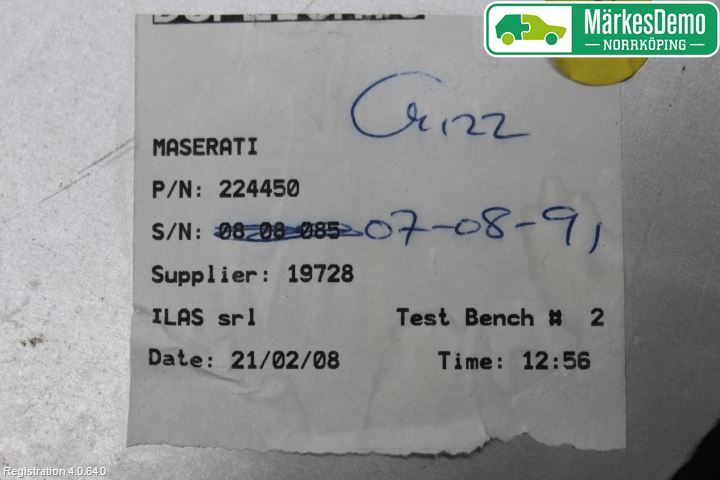 MärkesDemo
NORRKÖPING
MASERATI
P/N: 224450
S/N: 08 08 085 07-08-91
Supplier: 19728
ILAS srl Test Bench # 2
Date: 21/02/08 Time: 12:56
Registration 4.0.64.0